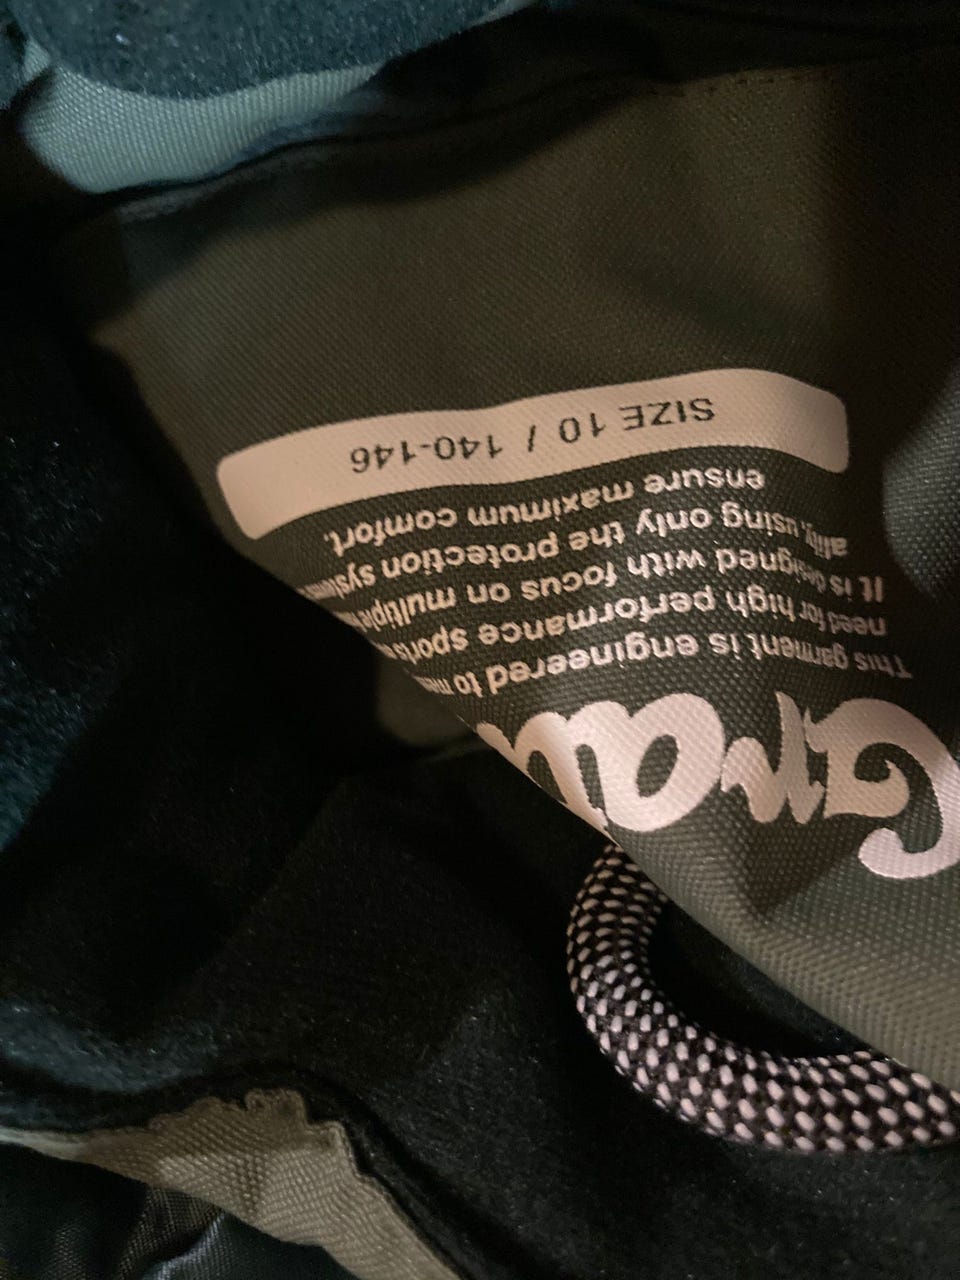 This garment is engineered to
need for high performance sports
It is designed with focus on multiple
ality, using only the protection
ensure maximum comfort.
SIZE 10 / 140-146